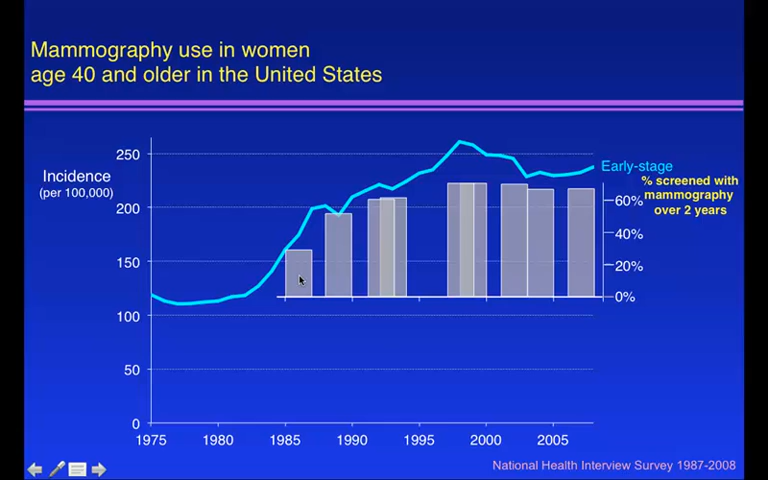 Mammography use in women
age 40 and older in the United States
Incidence
(per 100,000)
250
200
150
100
50
0
1975
1980
1985
1990
1995
2000
2005
Early-stage
% screened with
mammography
over 2 years
60%
40%
20%
0%
National Health Interview Survey 1987-2008